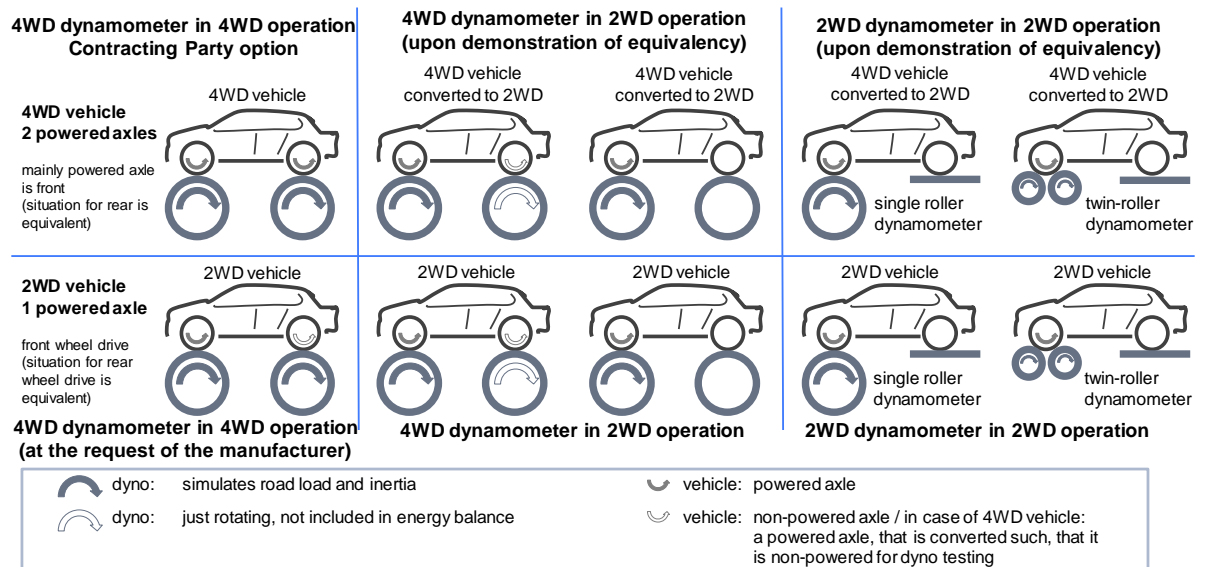 4WD dynamometer in 4WD operation
Contracting Party option
4WD dynamometer in 2WD operation
(upon demonstration of equivalency)
2WD dynamometer in 2WD operation
(upon demonstration of equivalency)
4WD vehicle
2 powered axles
mainly powered axle
is front
(situation for rear is
equivalent)
4WD vehicle
4WD vehicle
converted to 2WD
4WD vehicle
converted to 2WD
4WD vehicle
converted to 2WD
single roller
dynamometer
4WD vehicle
converted to 2WD
twin-roller
dynamometer
2WD vehicle
1 powered axle
front wheel drive
(situation for rear
wheel drive is
equivalent)
2WD vehicle
2WD vehicle
2WD vehicle
2WD vehicle
single roller
dynamometer
2WD vehicle
twin-roller
dynamometer
4WD dynamometer in 4WD operation
(at the request of the manufacturer)
4WD dynamometer in 2WD operation
2WD dynamometer in 2WD operation
dyno: simulates road load and inertia
dyno: just rotating, not included in energy balance
vehicle: powered axle
vehicle: non-powered axle / in case of 4WD vehicle:
a powered axle, that is converted such, that it
is non-powered for dyno testing